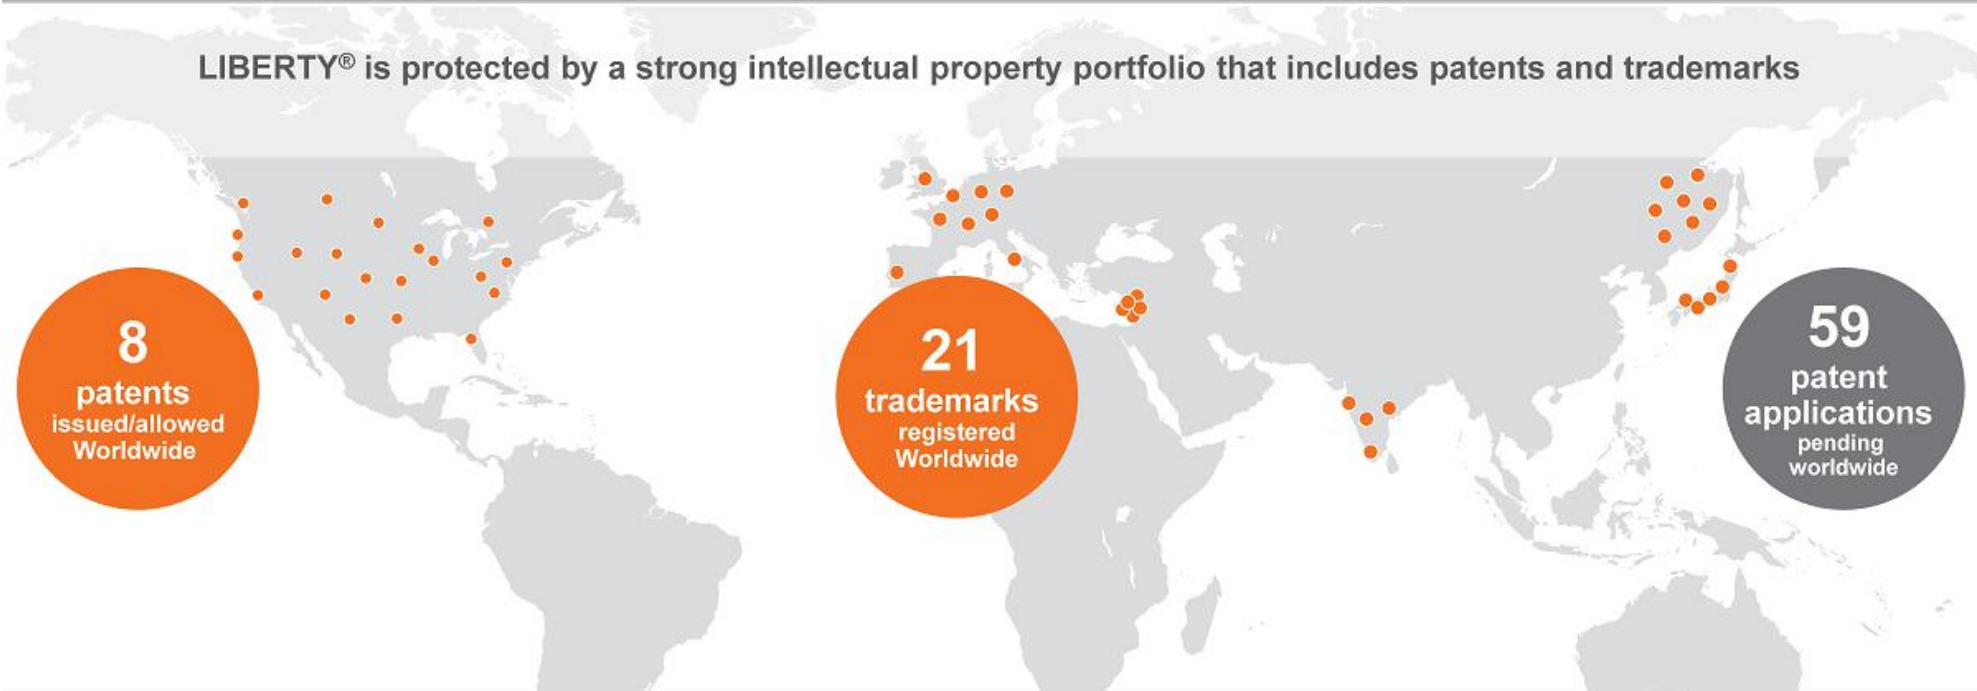 LIBERTY® is protected by a strong intellectual property portfolio that includes patents and trademarks
8
patents
issued/allowed
Worldwide
21
trademarks
registered
Worldwide
59
patent
applications
pending
worldwide